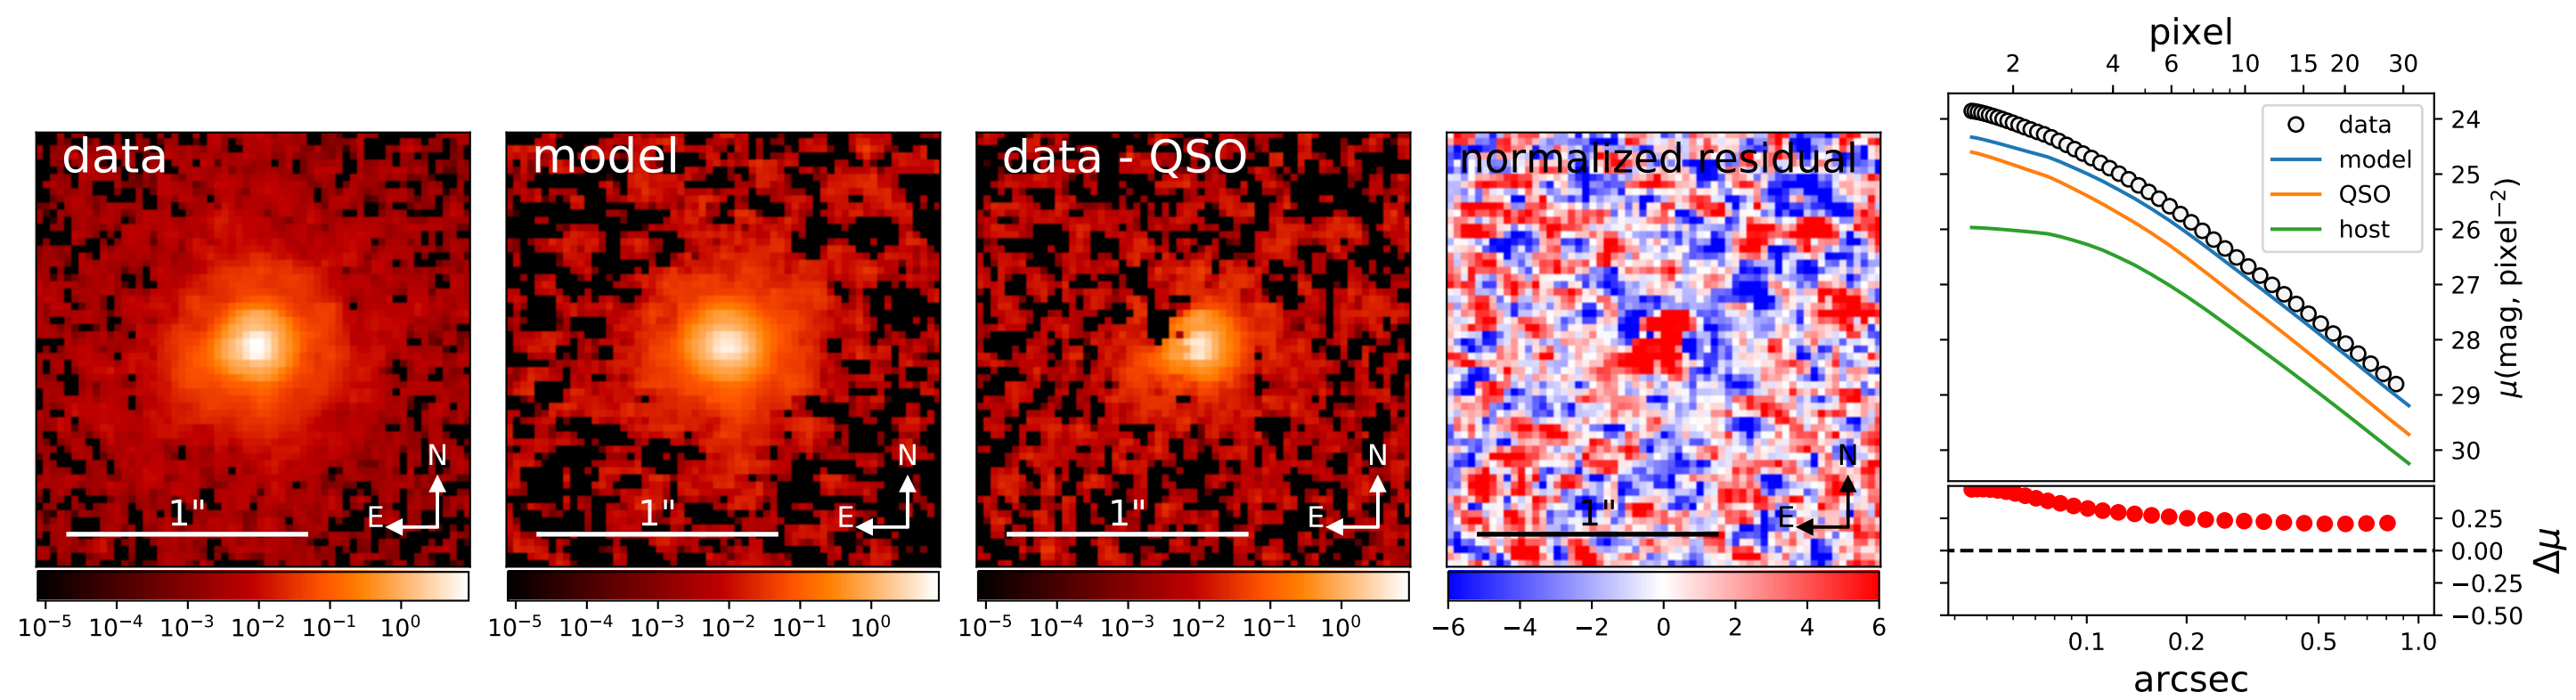 data
N
E
1"
10⁻⁵ 10⁻⁴ 10⁻³ 10⁻² 10⁻¹ 10⁰
model
N
E
1"
10⁻⁵ 10⁻⁴ 10⁻³ 10⁻² 10⁻¹ 10⁰
data - QSO
N
E
1"
10⁻⁵ 10⁻⁴ 10⁻³ 10⁻² 10⁻¹ 10⁰
normalized residual
N
E
1"
−6 −4 −2 0 2 4 6
pixel
2 4 6 10 15 20 30
data
model
QSO
host
24
25
26
27
28
29
30
μ(mag, pixel⁻²)
0.25
0.00
−0.25
−0.50
Δμ
0.1 0.2 0.5 1.0
arcsec